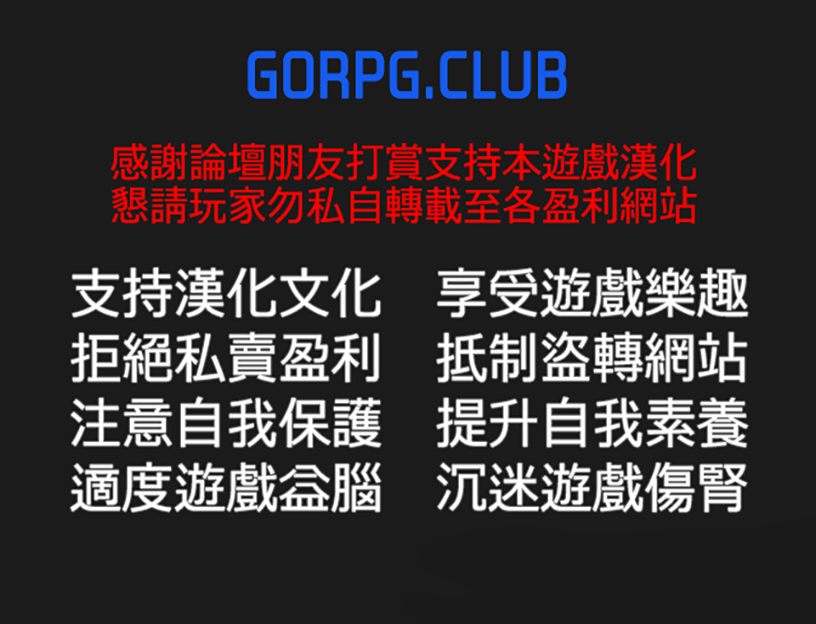 GORPG.CLUB
感謝論壇朋友打賞支持本遊戲漢化
懇請玩家勿私自轉載至各盈利網站
支持漢化文化 享受遊戲樂趣
拒絕私賣盈利 抵制盜轉網站
注意自我保護 提升自我素養
適度遊戲益腦 沉迷遊戲傷腎